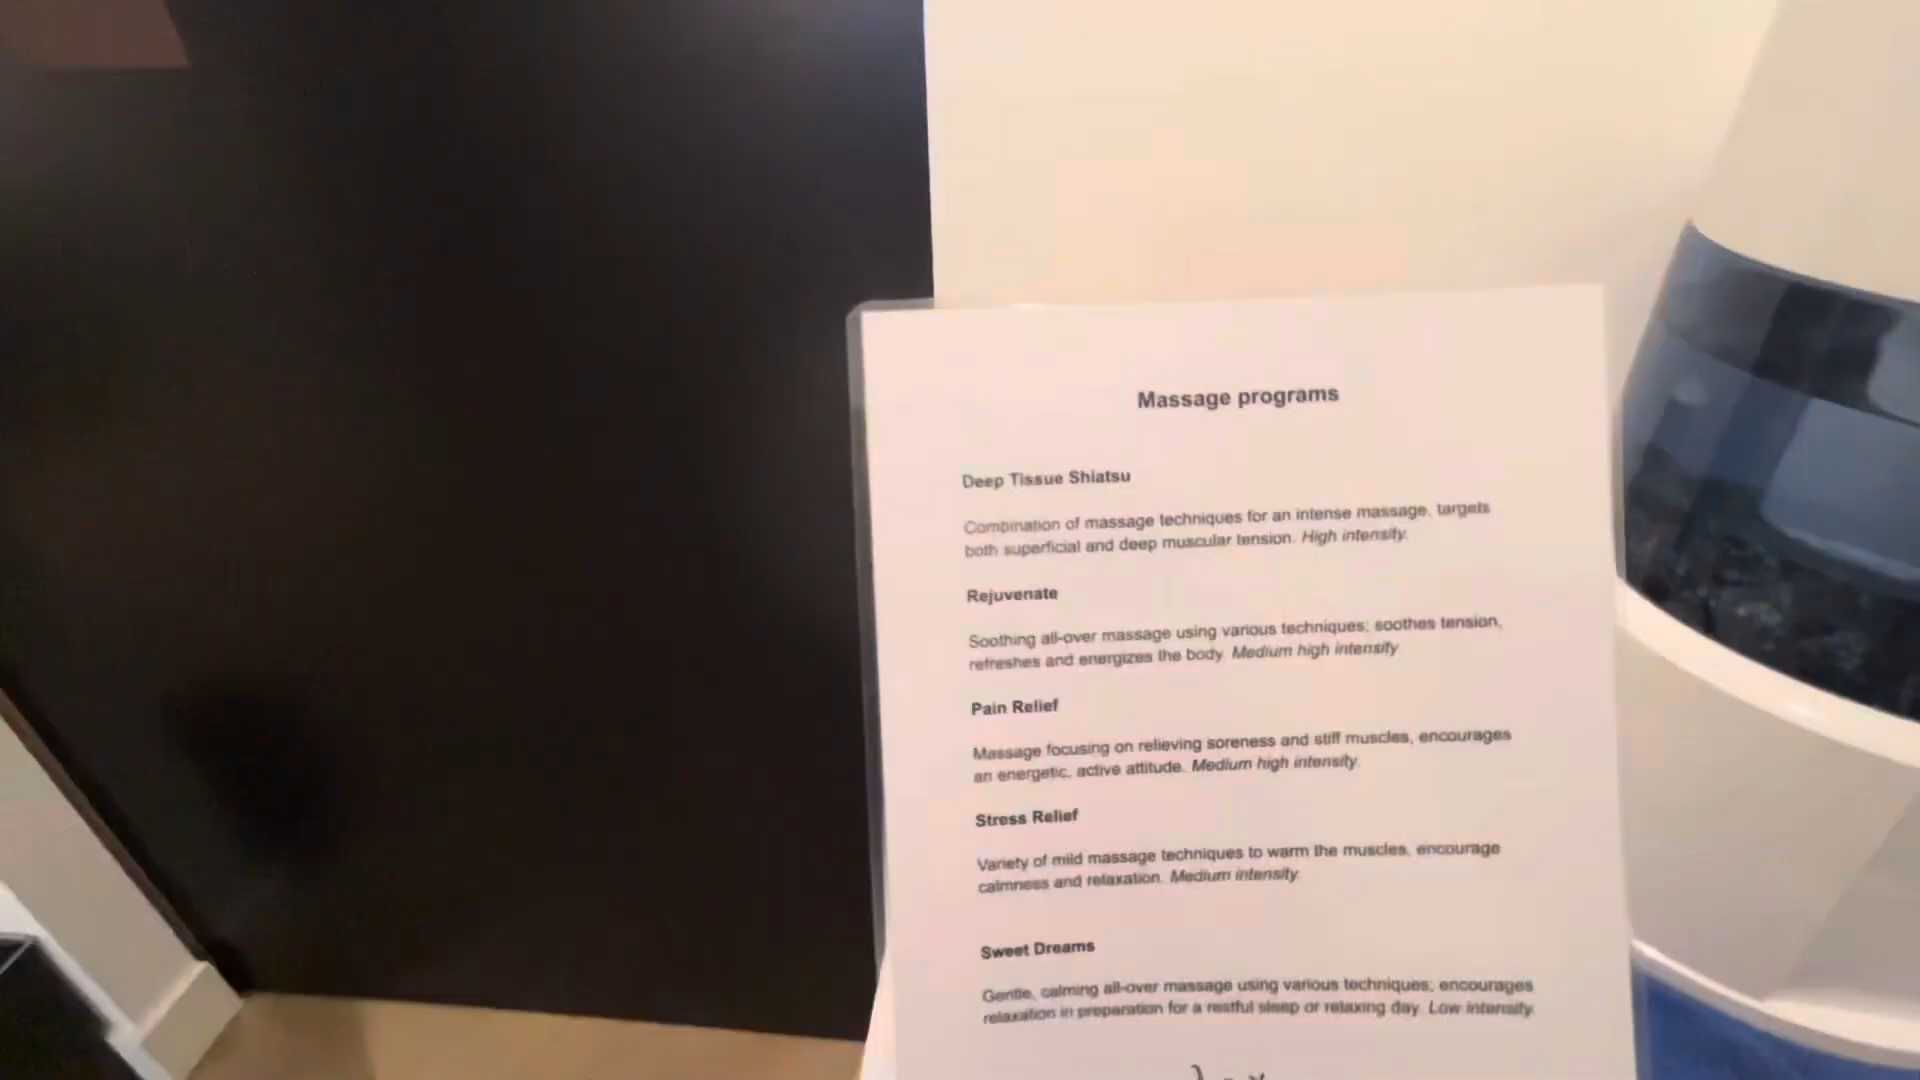 Massage programs
Deep Tissue Shiatsu
Combination of massage techniques for an intense massage, targets
both superficial and deep muscular tension. High intensity.
Rejuvenate
Soothing all-over massage using various techniques; soothes tension,
refreshes and energizes the body. Medium high intensity
Pain Relief
Massage focusing on relieving soreness and stiff muscles, encourages
an energetic, active attitude. Medium high intensity.
Stress Relief
Variety of mild massage techniques to warm the muscles, encourage
calmness and relaxation. Medium intensity.
Sweet Dreams
Gentle, calming all-over massage using various techniques; encourages
relaxation in preparation for a restful sleep or relaxing day. Low intensity.